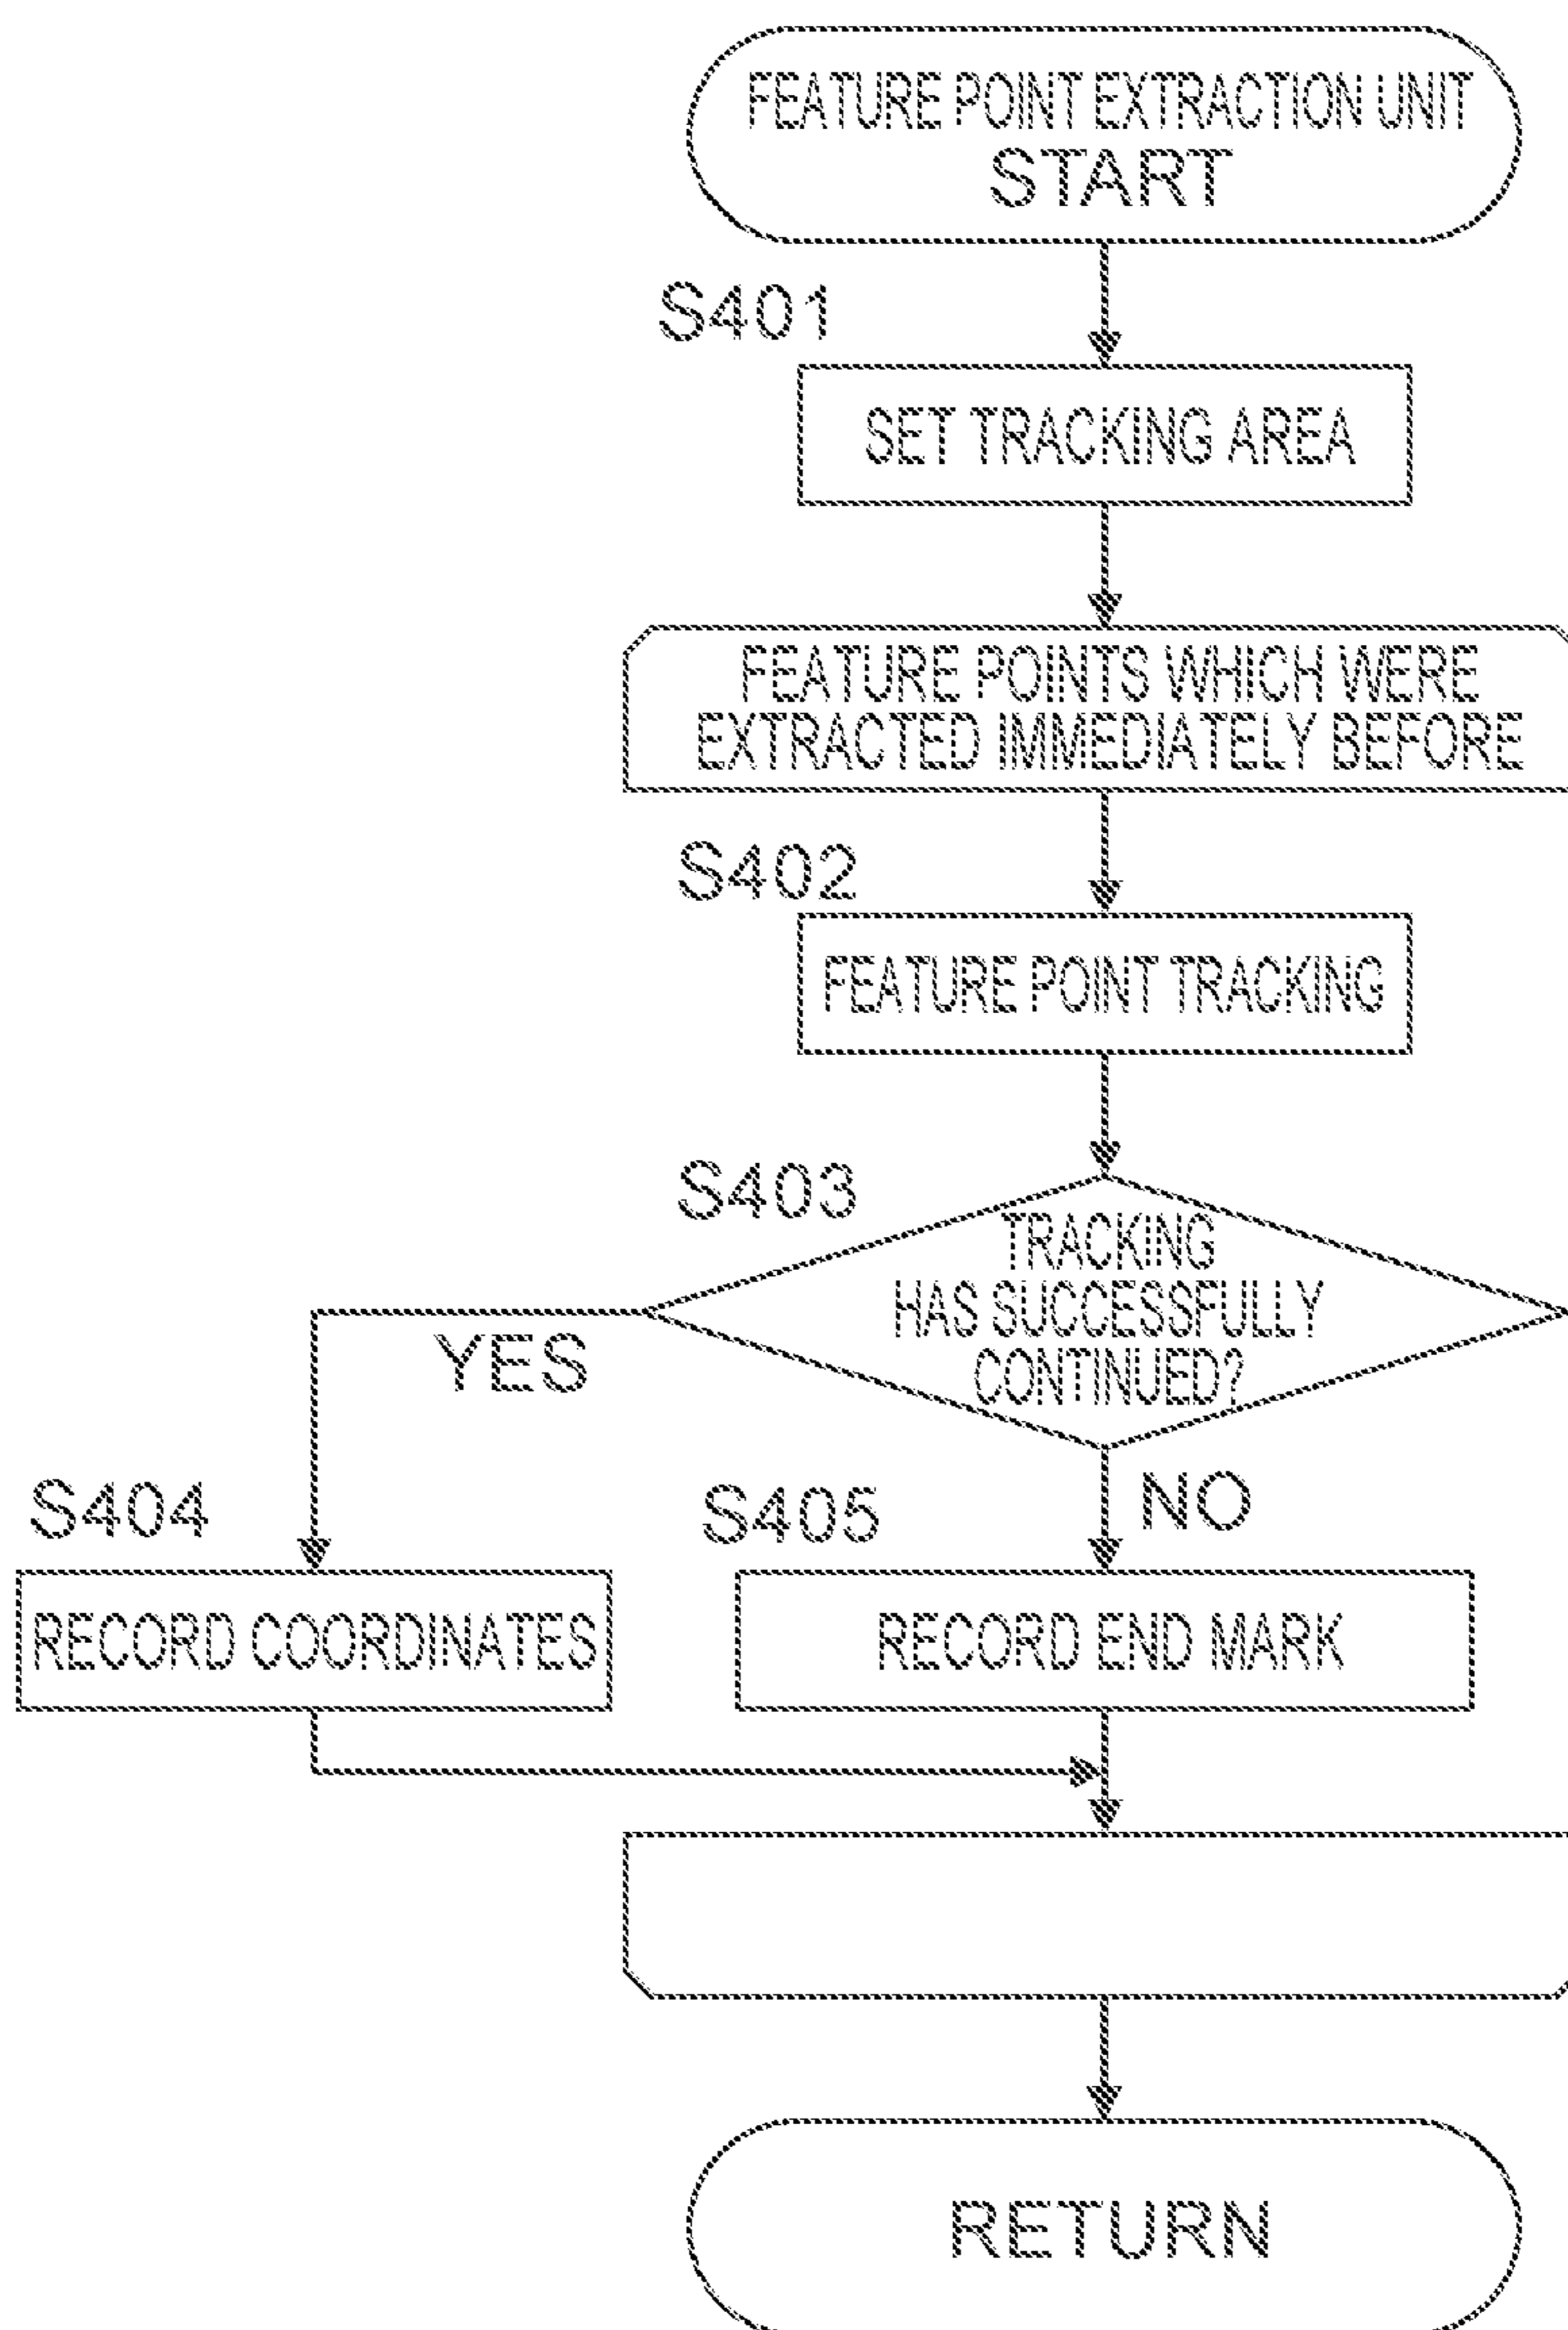 FEATURE POINT EXTRACTION UNIT
START
S401
SET TRACKING AREA
FEATURE POINTS WHICH WERE
EXTRACTED IMMEDIATELY BEFORE
S402
FEATURE POINT TRACKING
S403
TRACKING
HAS SUCCESSFULLY
CONTINUED?
YES
NO
S404
RECORD COORDINATES
S405
RECORD END MARK
RETURN